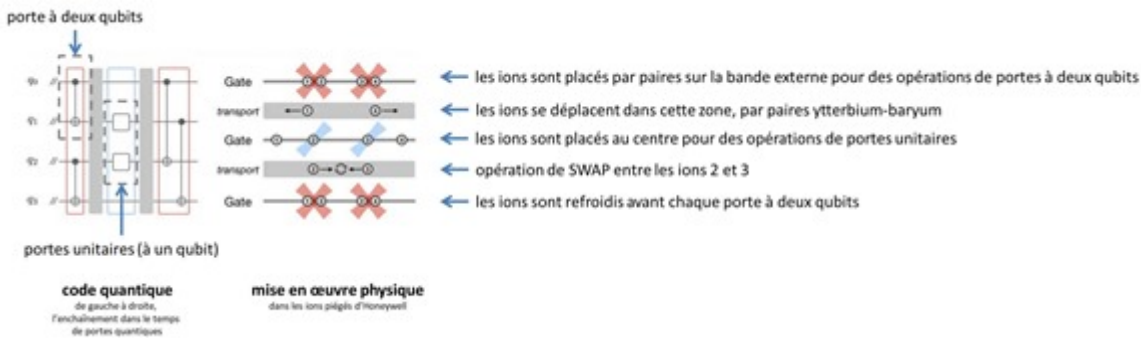 porte à deux qubits
Gate
les ions sont placés par paires sur la bande externe pour des opérations de portes à deux qubits
transport
les ions se déplacent dans cette zone, par paires ytterbium-baryum
Gate
les ions sont placés au centre pour des opérations de portes unitaires
transport
opération de SWAP entre les ions 2 et 3
Gate
les ions sont refroidis avant chaque porte à deux qubits
portes unitaires (à un qubit)
code quantique
de gauche à droite,
l'enchaînement dans le temps
de portes quantiques
mise en œuvre physique
dans les ions piégés d'Honeywell